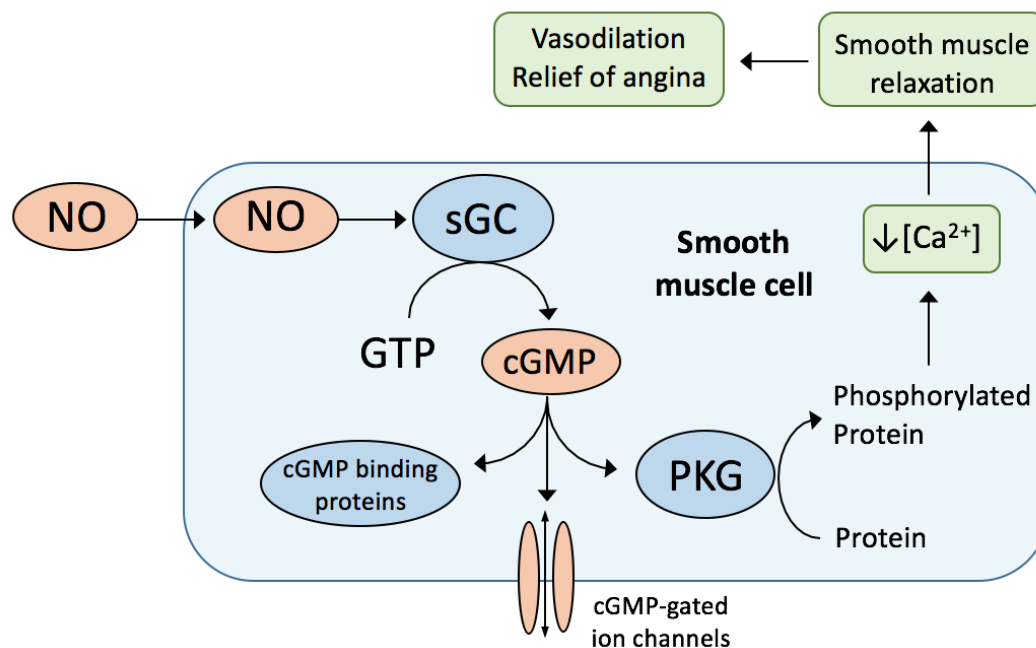 Vasodilation
Relief of angina
Smooth muscle
relaxation
NO
NO
sGC
Smooth
muscle cell
↓[Ca²⁺]
GTP
cGMP
Phosphorylated
Protein
cGMP binding
proteins
PKG
Protein
cGMP-gated
ion channels